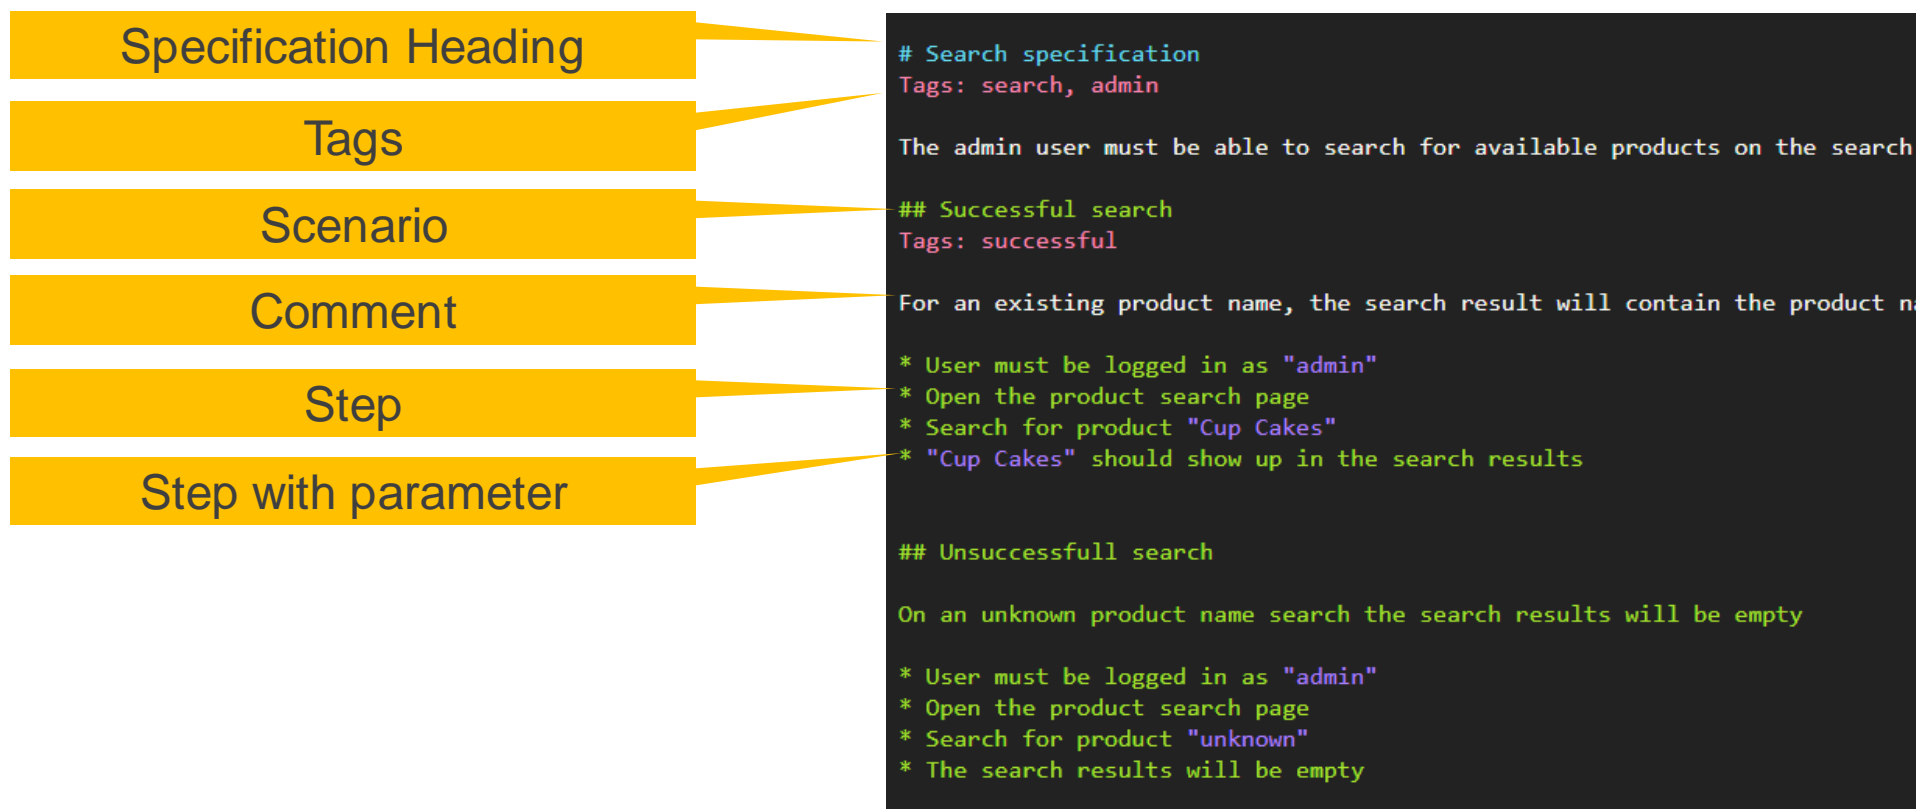 Specification Heading
Tags
Scenario
Comment
Step
Step with parameter
# Search specification
Tags: search, admin
The admin user must be able to search for available products on the search
## Successful search
Tags: successful
For an existing product name, the search result will contain the product
* User must be logged in as "admin"
* Open the product search page
* Search for product "Cup Cakes"
* "Cup Cakes" should show up in the search results
## Unsuccessfull search
On an unknown product name search the search results will be empty
* User must be logged in as "admin"
* Open the product search page
* Search for product "unknown"
* The search results will be empty